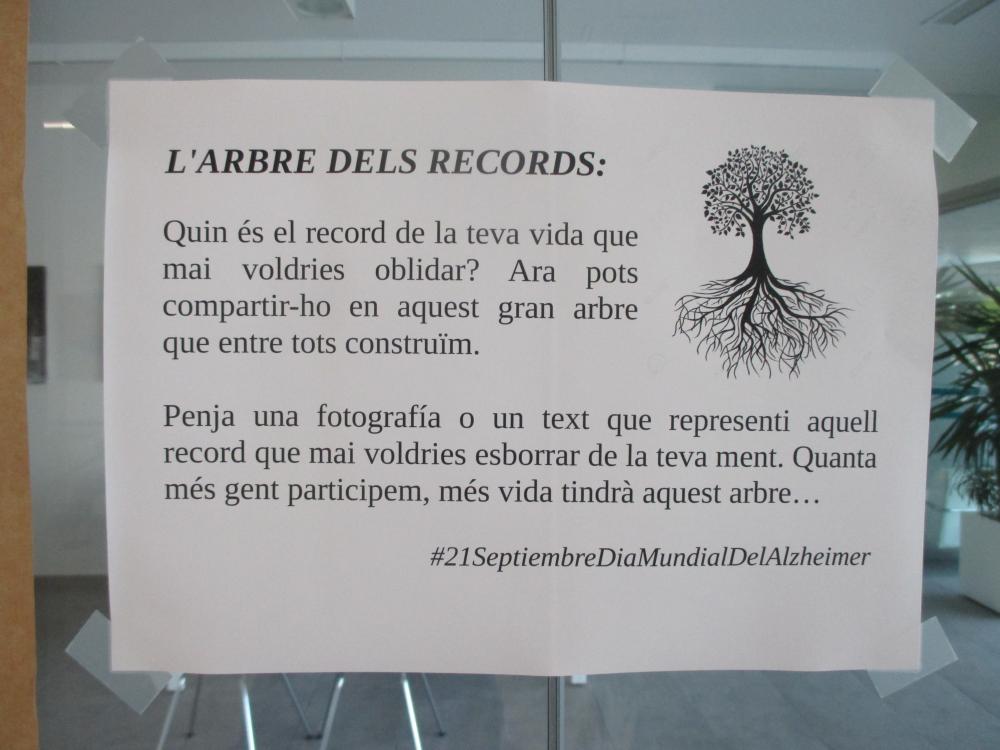 L'ARBRE DELS RECORDS:
Quin és el record de la teva vida que
mai voldries oblidar? Ara pots
compartir-ho en aquest gran arbre
que entre tots construïm.
Penja una fotografía o un text que representi aquell
record que mai voldries esborrar de la teva ment. Quanta
més gent participem, més vida tindrà aquest arbre…
#21SeptiembreDiaMundialDelAlzheimer